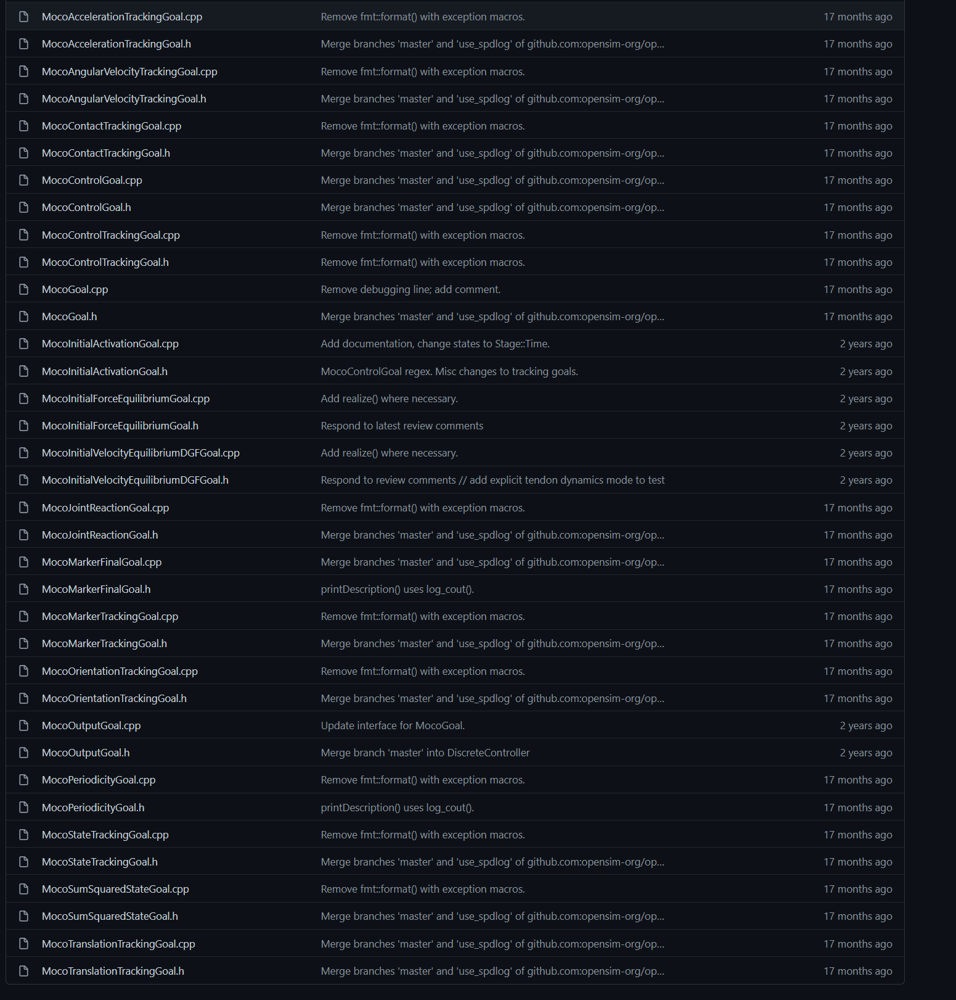 MocoAccelerationTrackingGoal.cpp Remove fmt::format() with exception macros. 17 months ago
MocoAccelerationTrackingGoal.h Merge branches 'master' and 'use_spdlog' of github.com:opensim-org/op... 17 months ago
MocoAngularVelocityTrackingGoal.cpp Remove fmt::format() with exception macros. 17 months ago
MocoAngularVelocityTrackingGoal.h Merge branches 'master' and 'use_spdlog' of github.com:opensim-org/op... 17 months ago
MocoContactTrackingGoal.cpp Remove fmt::format() with exception macros. 17 months ago
MocoContactTrackingGoal.h Merge branches 'master' and 'use_spdlog' of github.com:opensim-org/op... 17 months ago
MocoControlGoal.cpp Merge branches 'master' and 'use_spdlog' of github.com:opensim-org/op... 17 months ago
MocoControlGoal.h Merge branches 'master' and 'use_spdlog' of github.com:opensim-org/op... 17 months ago
MocoControlTrackingGoal.cpp Remove fmt::format() with exception macros. 17 months ago
MocoControlTrackingGoal.h Remove fmt::format() with exception macros. 17 months ago
MocoGoal.cpp Remove debugging line; add comment. 17 months ago
MocoGoal.h Merge branches 'master' and 'use_spdlog' of github.com:opensim-org/op... 17 months ago
MocoInitialActivationGoal.cpp Add documentation, change states to Stage::Time. 2 years ago
MocoInitialActivationGoal.h MocoControlGoal regex. Misc changes to tracking goals. 2 years ago
MocoInitialForceEquilibriumGoal.cpp Add realize() where necessary. 2 years ago
MocoInitialForceEquilibriumGoal.h Respond to latest review comments 2 years ago
MocoInitialVelocityEquilibriumDGFGoal.cpp Add realize() where necessary. 2 years ago
MocoInitialVelocityEquilibriumDGFGoal.h Respond to review comments // add explicit tendon dynamics mode to test 2 years ago
MocoJointReactionGoal.cpp Remove fmt::format() with exception macros. 17 months ago
MocoJointReactionGoal.h Merge branches 'master' and 'use_spdlog' of github.com:opensim-org/op... 17 months ago
MocoMarkerFinalGoal.cpp Merge branches 'master' and 'use_spdlog' of github.com:opensim-org/op... 17 months ago
MocoMarkerFinalGoal.h printDescription() uses log_cout(). 17 months ago
MocoMarkerTrackingGoal.cpp Remove fmt::format() with exception macros. 17 months ago
MocoMarkerTrackingGoal.h Merge branches 'master' and 'use_spdlog' of github.com:opensim-org/op... 17 months ago
MocoOrientationTrackingGoal.cpp Remove fmt::format() with exception macros. 17 months ago
MocoOrientationTrackingGoal.h Merge branches 'master' and 'use_spdlog' of github.com:opensim-org/op... 17 months ago
MocoOutputGoal.cpp Update interface for MocoGoal. 2 years ago
MocoOutputGoal.h Merge branch 'master' into DiscreteController 2 years ago
MocoPeriodicityGoal.cpp Remove fmt::format() with exception macros. 17 months ago
MocoPeriodicityGoal.h printDescription() uses log_cout(). 17 months ago
MocoStateTrackingGoal.cpp Remove fmt::format() with exception macros. 17 months ago
MocoStateTrackingGoal.h Merge branches 'master' and 'use_spdlog' of github.com:opensim-org/op... 17 months ago
MocoSumSquaredStateGoal.cpp Remove fmt::format() with exception macros. 17 months ago
MocoSumSquaredStateGoal.h Merge branches 'master' and 'use_spdlog' of github.com:opensim-org/op... 17 months ago
MocoTranslationTrackingGoal.cpp Merge branches 'master' and 'use_spdlog' of github.com:opensim-org/op... 17 months ago
MocoTranslationTrackingGoal.h Merge branches 'master' and 'use_spdlog' of github.com:opensim-org/op... 17 months ago